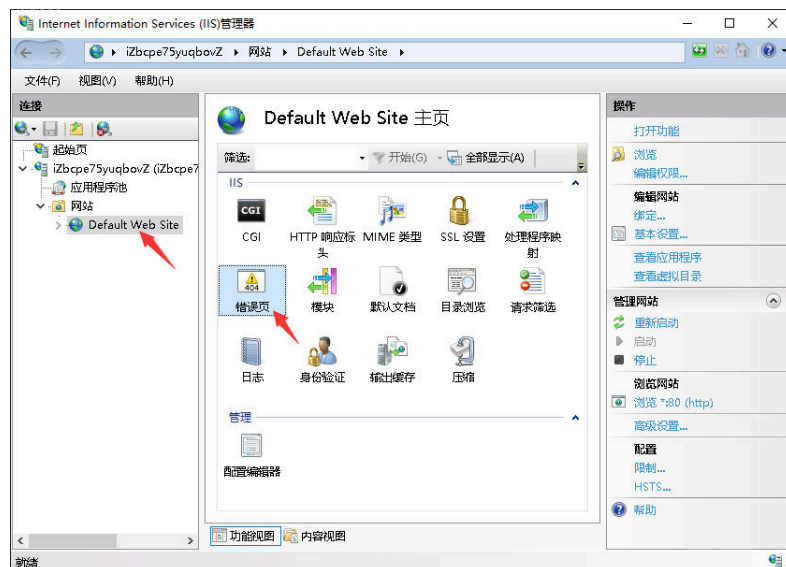 Internet Information Services (IIS)管理器
iZbcpe75yuqbovZ
网站
Default Web Site
文件(F) 视图(V) 帮助(H)
连接
起始页
iZbcpe75yuqbovZ (iZbcpe7
应用程序池
网站
Default Web Site
Default Web Site 主页
筛选:
开始(G)
全部显示(A)
IIS
CGI
CGI
HTTP 响应标头
MIME 类型
SSL 设置
处理程序映射
404
错误页
模块
默认文档
目录浏览
请求筛选
日志
身份验证
输出缓存
压缩
管理
配置编辑器
功能视图
内容视图
操作
打开功能
浏览
编辑权限...
编辑网站
绑定...
基本设置...
查看应用程序
查看虚拟目录
管理网站
重新启动
启动
停止
浏览网站
浏览 *:80 (http)
高级设置...
配置
限制...
HSTS...
帮助
就绪